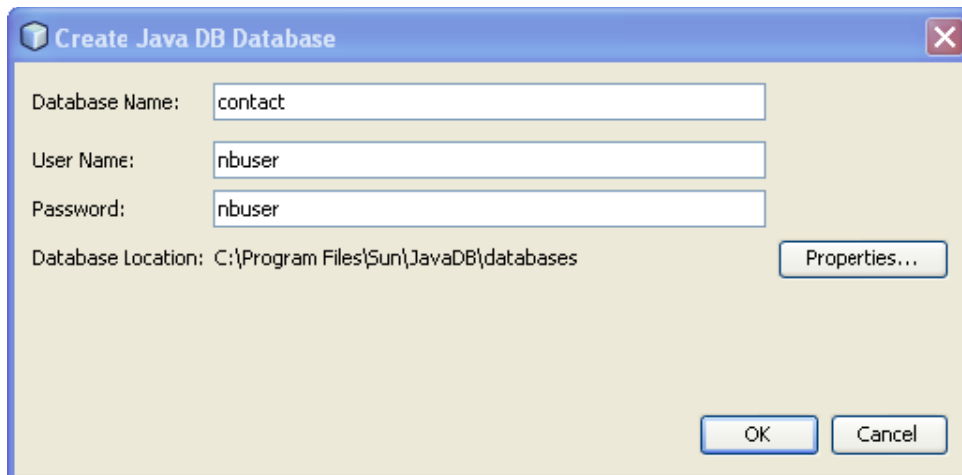 Create Java DB Database
Database Name: contact
User Name: nbuser
Password: nbuser
Database Location: C:\Program Files\Sun\JavaDB\databases Properties...
OK Cancel